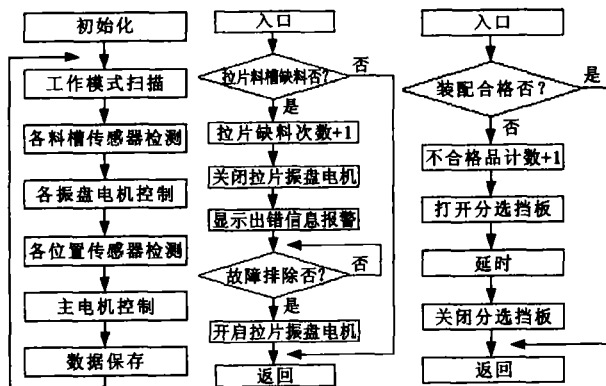 初始化
工作模式扫描
各料槽传感器检测
各振盘电机控制
各位置传感器检测
主电机控制
数据保存
入口
拉片料槽缺料否?
否
是
拉片缺料次数+1
关闭拉片振盘电机
显示出错信息报警
故障排除否?
否
是
开启拉片振盘电机
返回
入口
装配合格否?
是
否
不合格品计数+1
打开分选挡板
延时
关闭分选挡板
返回